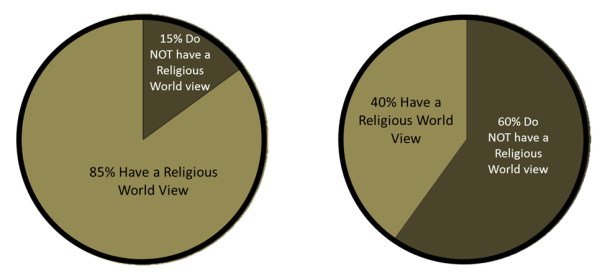 15% Do
NOT have a
Religious
World view
85% Have a Religious
World View
40% Have a
Religious World
View
60% Do
NOT have a
Religious
World view